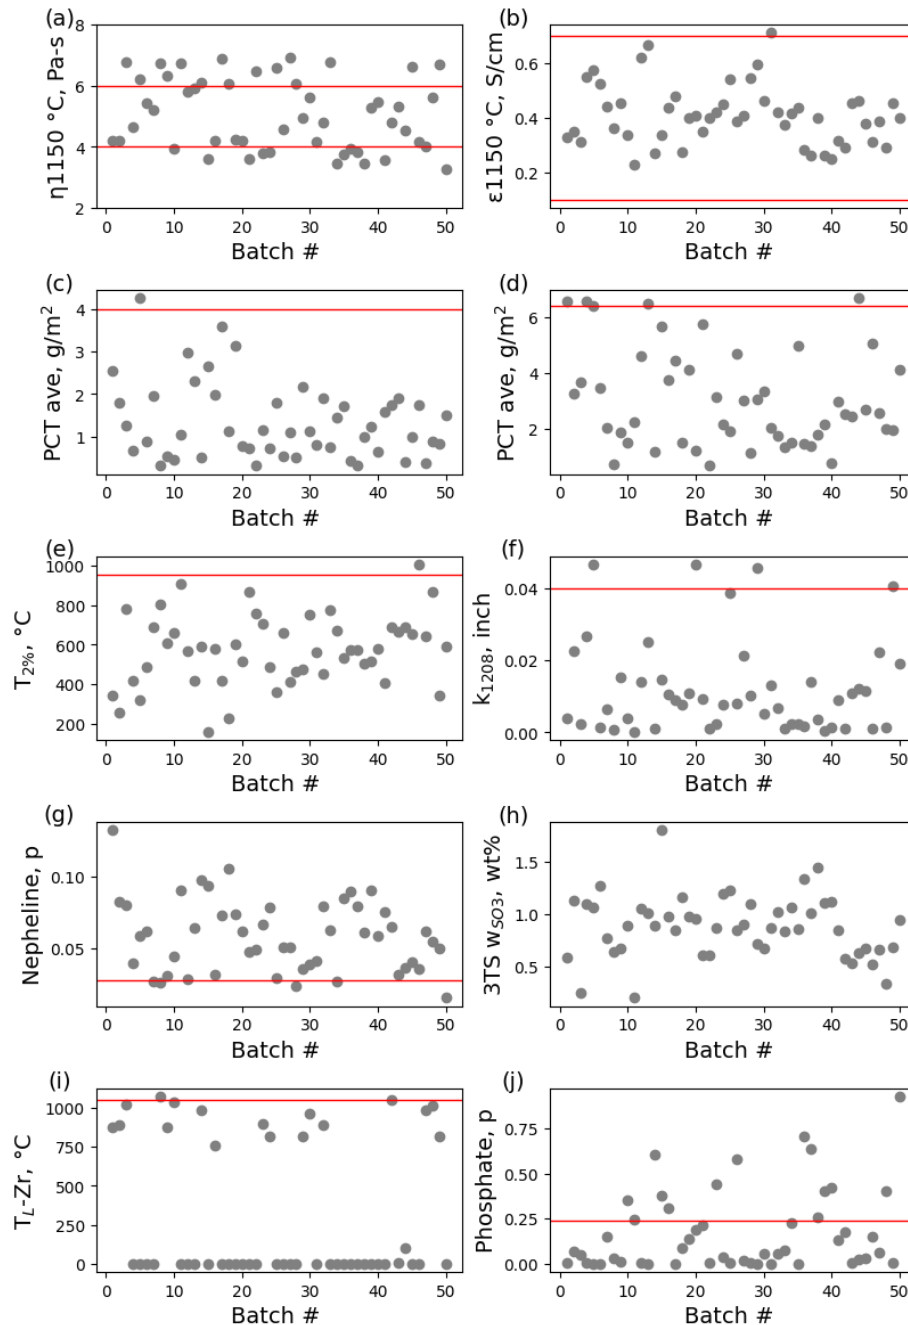 (a)
8
6
4
2
η1150 °C, Pa-s
0 10 20 30 40 50
Batch #
(b)
0.6
0.4
0.2
ε1150 °C, S/cm
0 10 20 30 40 50
Batch #
(c)
4
3
2
1
PCT ave, g/m²
0 10 20 30 40 50
Batch #
(d)
6
4
2
PCT ave, g/m²
0 10 20 30 40 50
Batch #
(e)
1000
800
600
400
200
T2%, °C
0 10 20 30 40 50
Batch #
(f)
0.04
0.02
0.00
k1208, inch
0 10 20 30 40 50
Batch #
(g)
0.10
0.05
Nepheline, p
0 10 20 30 40 50
Batch #
(h)
1.5
1.0
0.5
3TS wSO3, wt%
0 10 20 30 40 50
Batch #
(i)
1000
750
500
250
0
TL-Zr, °C
0 10 20 30 40 50
Batch #
(j)
0.75
0.50
0.25
0.00
Phosphate, p
0 10 20 30 40 50
Batch #